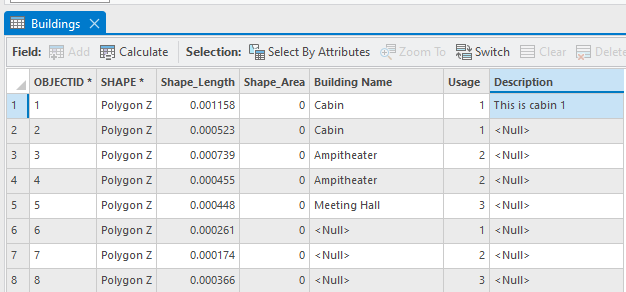 Buildings
Field: Add Calculate Selection: Select By Attributes Zoom To Switch Clear Delete
OBJECTID * SHAPE * Shape_Length Shape_Area Building Name Usage Description
1 1 Polygon Z 0.001158 0 Cabin 1 This is cabin 1
2 2 Polygon Z 0.000523 0 Cabin 1 <Null>
3 3 Polygon Z 0.000739 0 Ampitheater 2 <Null>
4 4 Polygon Z 0.000455 0 Ampitheater 2 <Null>
5 5 Polygon Z 0.000448 0 Meeting Hall 3 <Null>
6 6 Polygon Z 0.000261 0 <Null> 1 <Null>
7 7 Polygon Z 0.000174 0 <Null> 2 <Null>
8 8 Polygon Z 0.000366 0 <Null> 3 <Null>